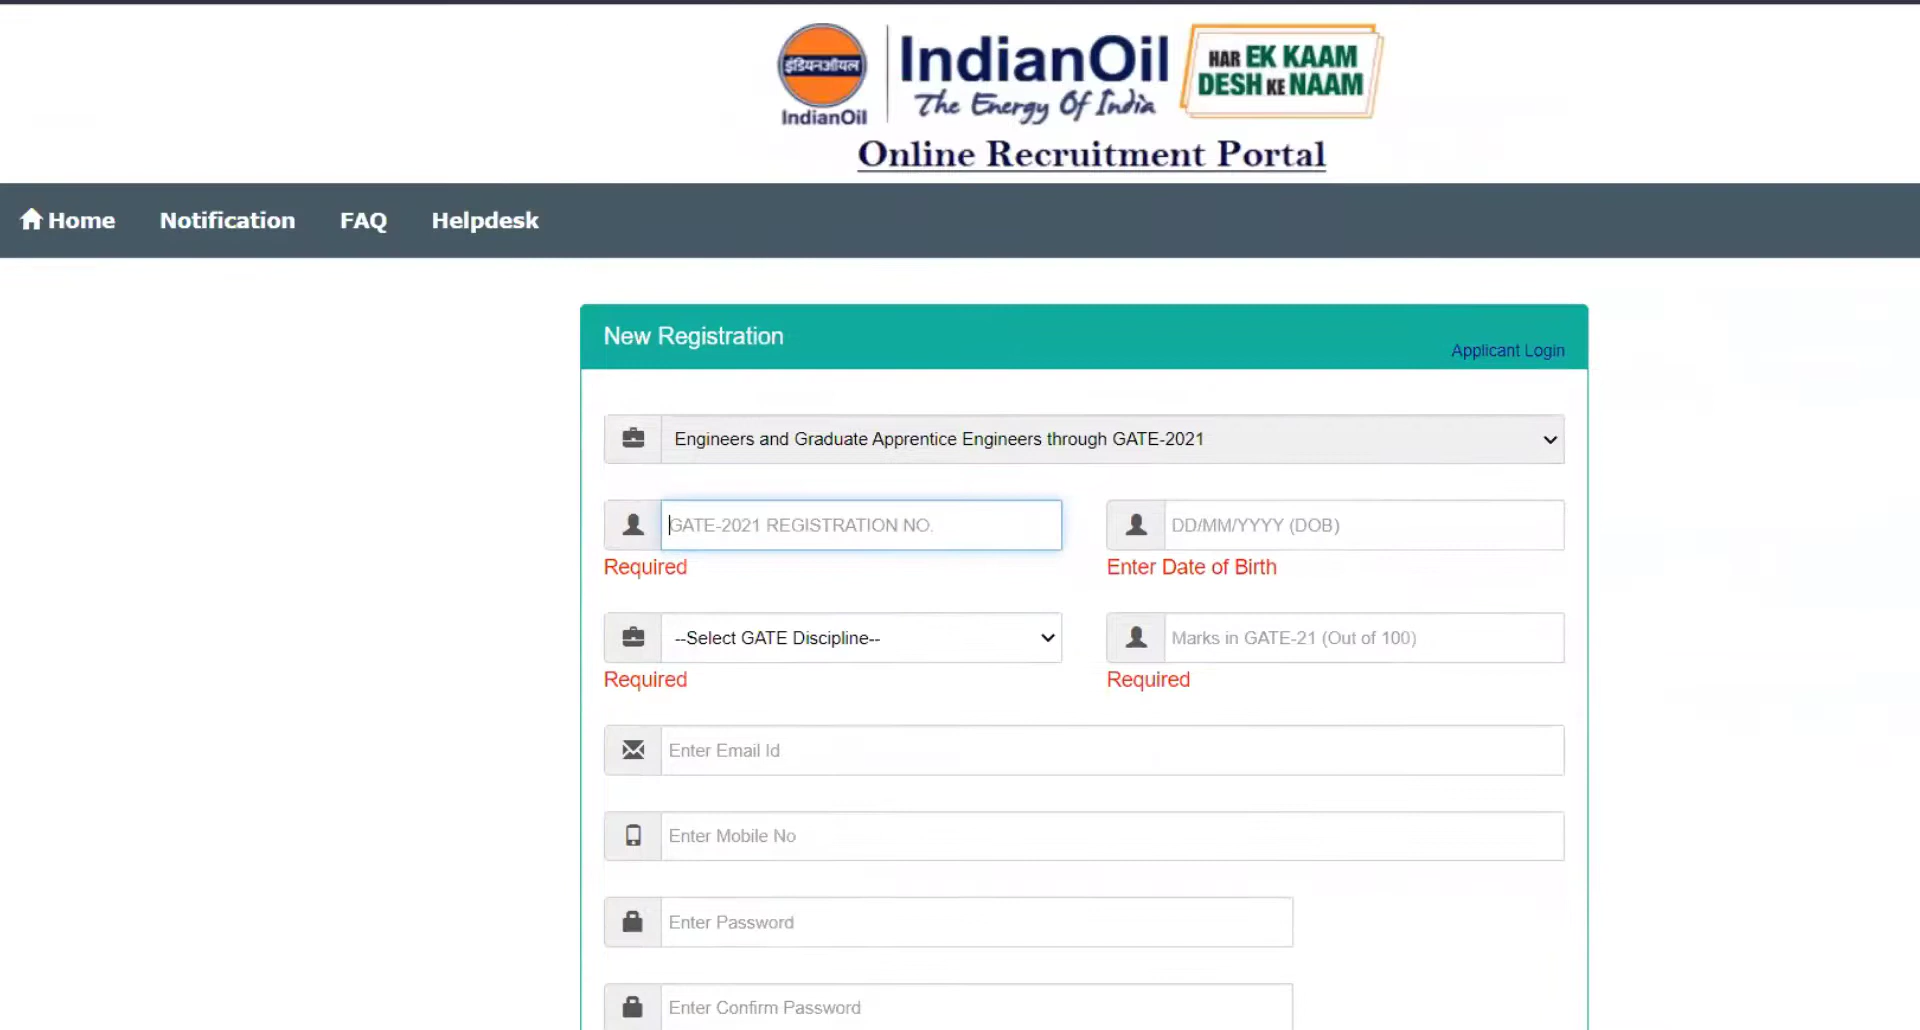 इंडियनऑयल
IndianOil
IndianOil
The Energy Of India
HAR EK KAAM
DESH KE NAAM
Online Recruitment Portal
Home Notification FAQ Helpdesk
New Registration
Applicant Login
Engineers and Graduate Apprentice Engineers through GATE-2021
GATE-2021 REGISTRATION NO. DD/MM/YYYY (DOB)
Required Enter Date of Birth
--Select GATE Discipline-- Marks in GATE-21 (Out of 100)
Required Required
Enter Email Id
Enter Mobile No
Enter Password
Enter Confirm Password